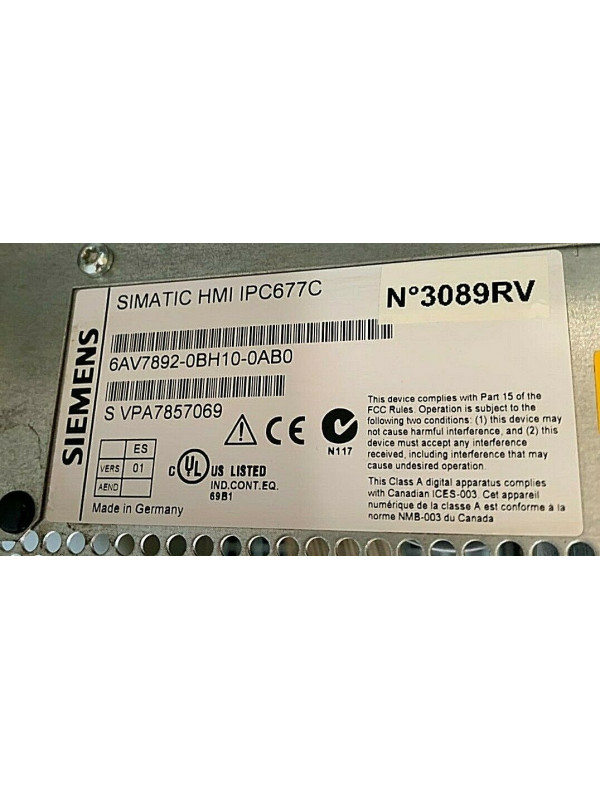 SIEMENS
SIMATIC HMI IPC677C
N°3089RV
6AV7892-0BH10-0AB0
S VPA7857069
CE
N117
ES
VERS 01
AEND
Made in Germany
C UL US LISTED
IND.CONT.EQ.
69B1
This device complies with Part 15 of the
FCC Rules. Operation is subject to the
following two conditions: (1) this device may
not cause harmful interference, and (2) this
device must accept any interference
received, including interference that may
cause undesired operation.
This Class A digital apparatus complies
with Canadian ICES-003. Cet appareil
numérique de la classe A est conforme a la
norme NMB-003 du Canada